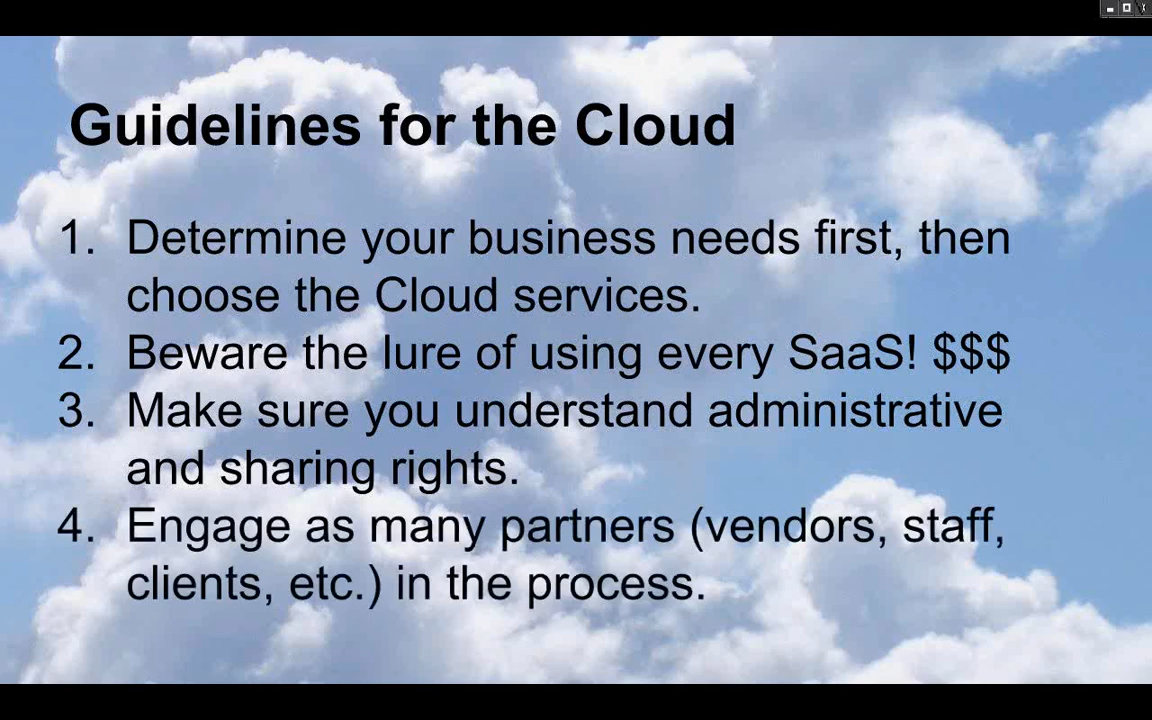 Guidelines for the Cloud
1. Determine your business needs first, then
choose the Cloud services.
2. Beware the lure of using every SaaS! $$$
3. Make sure you understand administrative
and sharing rights.
4. Engage as many partners (vendors, staff,
clients, etc.) in the process.